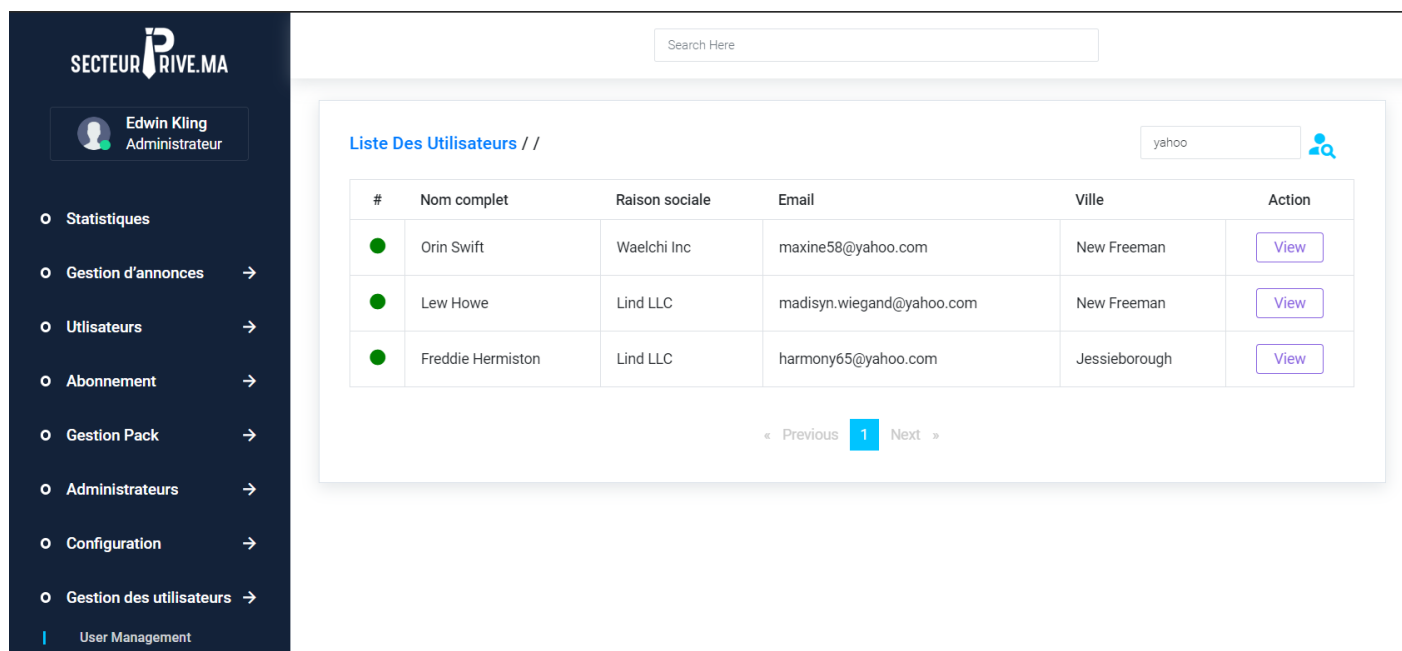 SECTEUR PRIVE.MA
Search Here
Edwin Kling
Administrateur
Statistiques
Gestion d'annonces
Utlisateurs
Abonnement
Gestion Pack
Administrateurs
Configuration
Gestion des utilisateurs
User Management
Liste Des Utilisateurs / /
yahoo
# Nom complet Raison sociale Email Ville Action
Orin Swift Waelchi Inc maxine58@yahoo.com New Freeman View
Lew Howe Lind LLC madisyn.wiegand@yahoo.com New Freeman View
Freddie Hermiston Lind LLC harmony65@yahoo.com Jessieborough View
« Previous 1 Next »